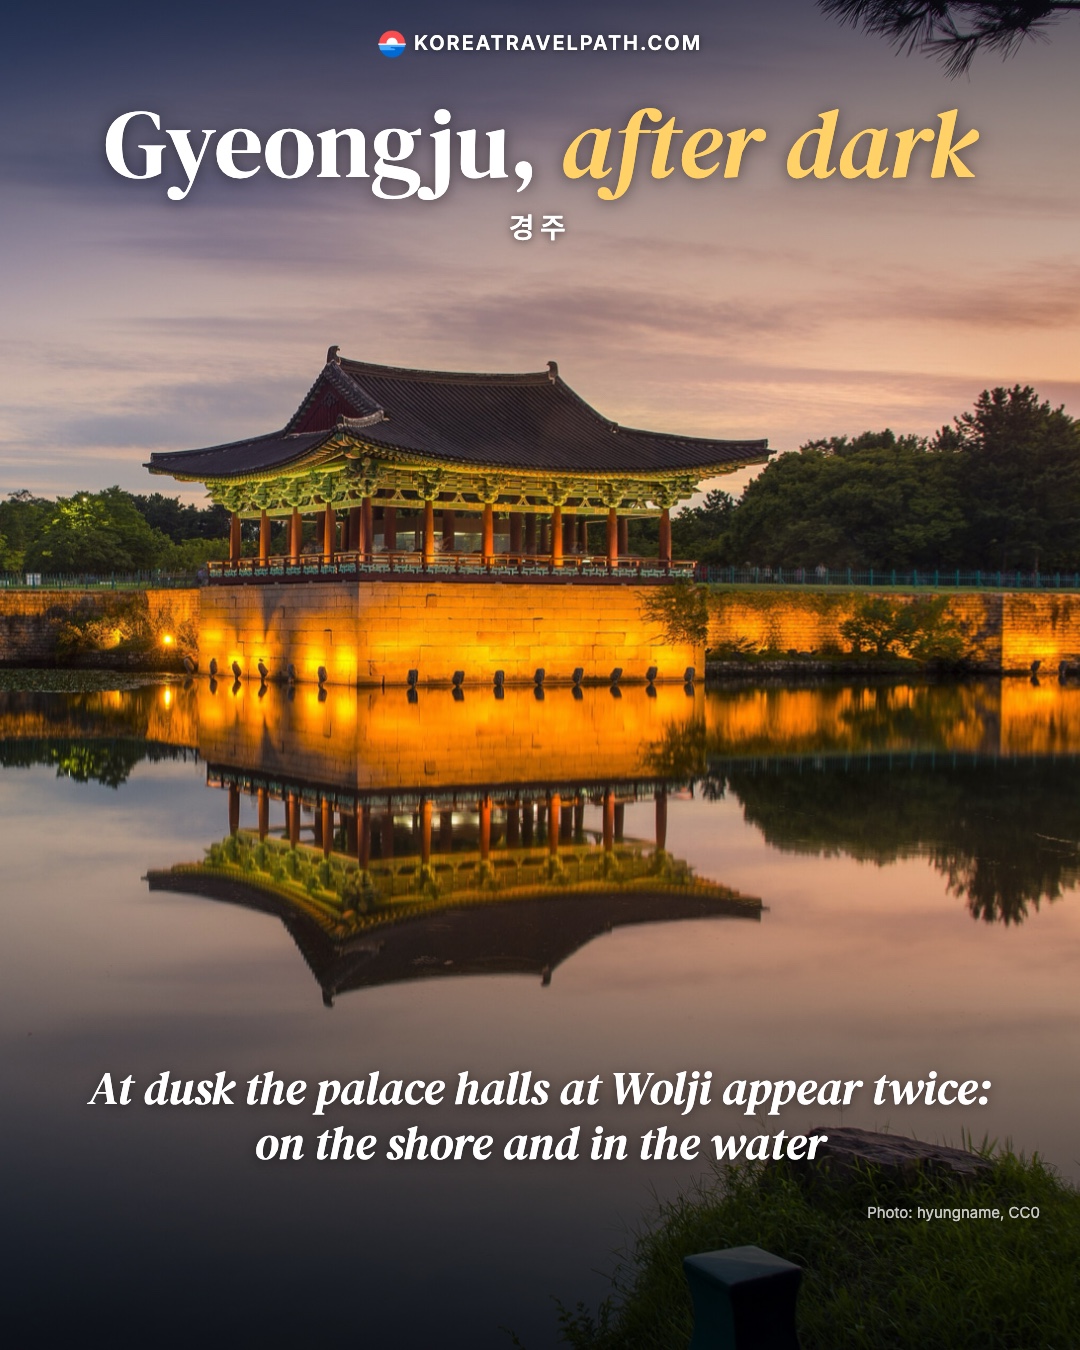 KOREATRAVELPATH.COM
Gyeongju, after dark
경주
At dusk the palace halls at Wolji appear twice:
on the shore and in the water
Photo: hyungname, CC0